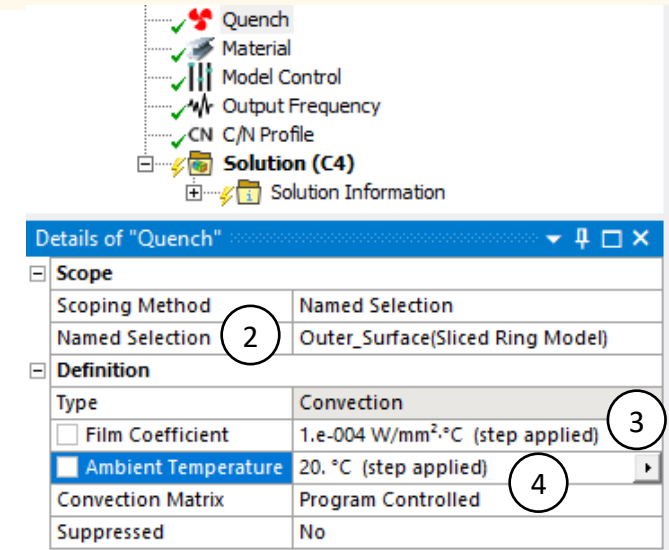 Quench
Material
Model Control
Output Frequency
CN C/N Profile
Solution (C4)
Solution Information
Details of "Quench"
Scope
Scoping Method Named Selection
Named Selection 2 Outer_Surface(Sliced Ring Model)
Definition
Type Convection
3
Film Coefficient 1.e-004 W/mm²·°C (step applied)
Ambient Temperature 20. °C (step applied) 4
Convection Matrix Program Controlled
Suppressed No